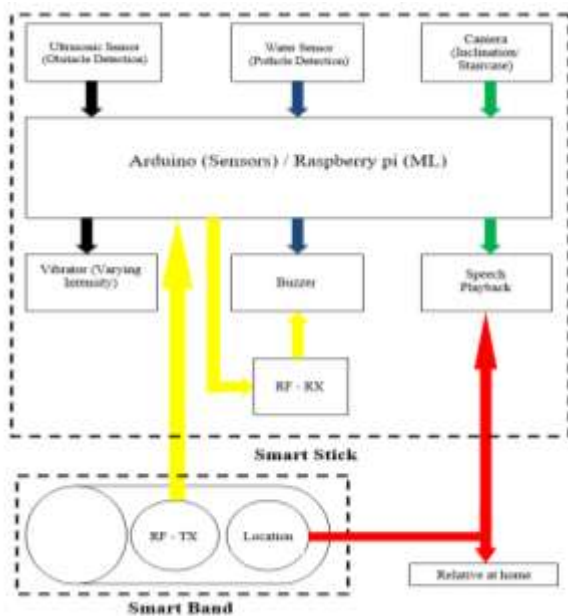 Ultrasonic Sensor
(Obstacle Detection)
Water Sensor
(Pothole Detection)
Camera
(Inclination/
Staircase)
Arduino (Sensors) / Raspberry pi (ML)
Vibrator (Varying
Intensity)
Buzzer
Speech
Playback
RF - RX
Smart Stick
RF - TX
Location
Relative at home
Smart Band